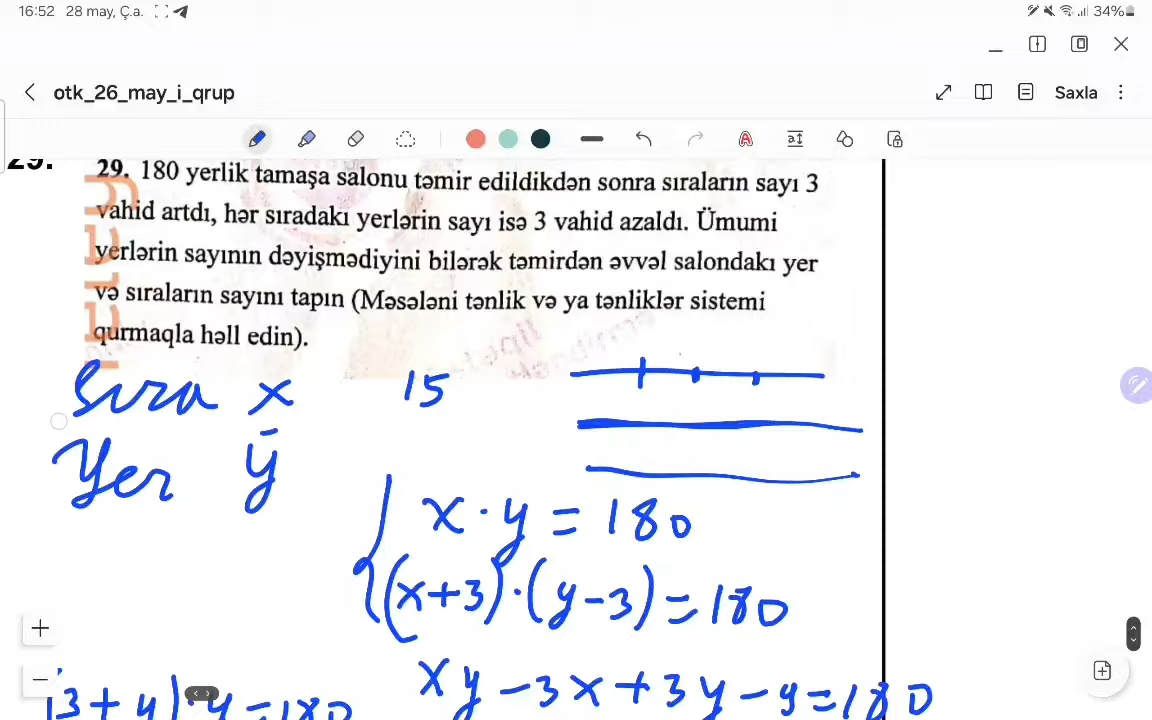 16:52 28 may, Ç.a. 34%
otk_26_may_i_qrup Saxla
29. 180 yerlik tamaşa salonu təmir edildikdən sonra sıraların sayı 3
vahid artdı, hər sıradakı yerlərin sayı isə 3 vahid azaldı. Ümumi
yerlərin sayının dəyişmədiyini bilərək təmirdən əvvəl salondakı yer
və sıraların sayını tapın (Məsələni tənlik və ya tənliklər sistemi
qurmaqla həll edin).
Sıra x 15
Yer y
x · y = 180
(x+3) · (y-3) = 180
xy - 3x + 3y - 9 = 180
3 + y) · y = 180